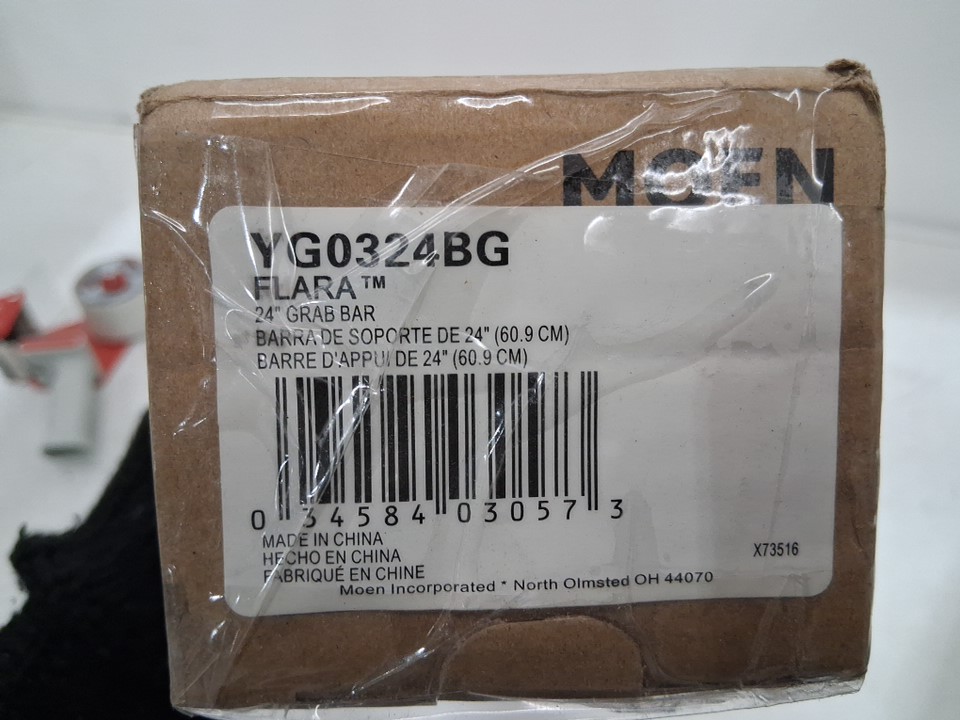 MOEN
YG0324BG
FLARA™
24" GRAB BAR
BARRA DE SOPORTE DE 24" (60.9 CM)
BARRE D'APPUI DE 24" (60.9 CM)
0 34584 03057 3
MADE IN CHINA
HECHO EN CHINA
FABRIQUÉ EN CHINE
X73516
Moen Incorporated * North Olmsted OH 44070